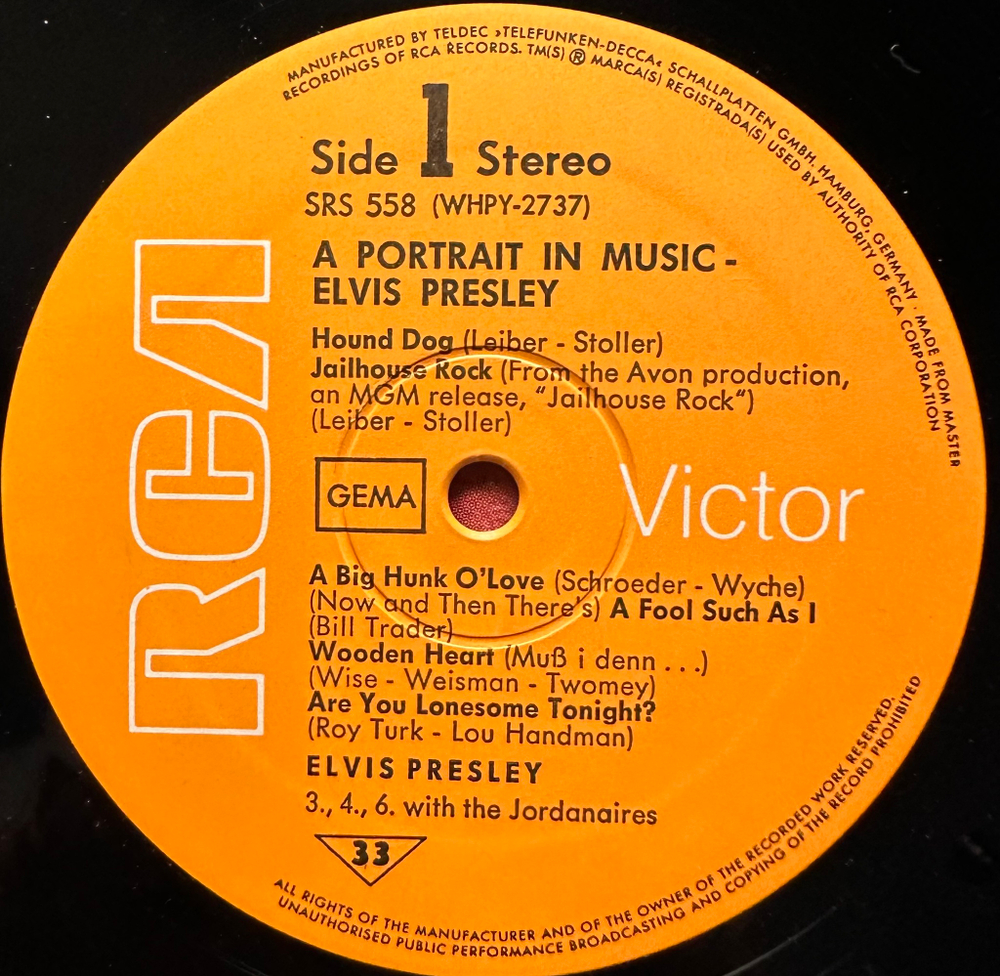 MANUFACTURED BY TELDEC »TELEFUNKEN-DECCA« SCHALLPLATTEN GMBH, HAMBURG, GERMANY · MADE FROM MASTER
RECORDINGS OF RCA RECORDS. TM(S) ® MARCA(S) REGISTRADA(S) USED BY AUTHORITY OF RCA CORPORATION
Side 1 Stereo
SRS 558 (WHPY-2737)
A PORTRAIT IN MUSIC -
ELVIS PRESLEY
Hound Dog (Leiber - Stoller)
Jailhouse Rock (From the Avon production,
an MGM release, “Jailhouse Rock“)
(Leiber - Stoller)
RCA
GEMA
Victor
A Big Hunk O’Love (Schroeder - Wyche)
(Now and Then There’s) A Fool Such As I
(Bill Trader)
Wooden Heart (Muß i denn . . .)
(Wise - Weisman - Twomey)
Are You Lonesome Tonight?
(Roy Turk - Lou Handman)
ELVIS PRESLEY
3., 4., 6. with the Jordanaires
33
ALL RIGHTS OF THE MANUFACTURER AND OF THE OWNER OF THE RECORDED WORK RESERVED.
UNAUTHORISED PUBLIC PERFORMANCE BROADCASTING AND COPYING OF THE RECORD PROHIBITED